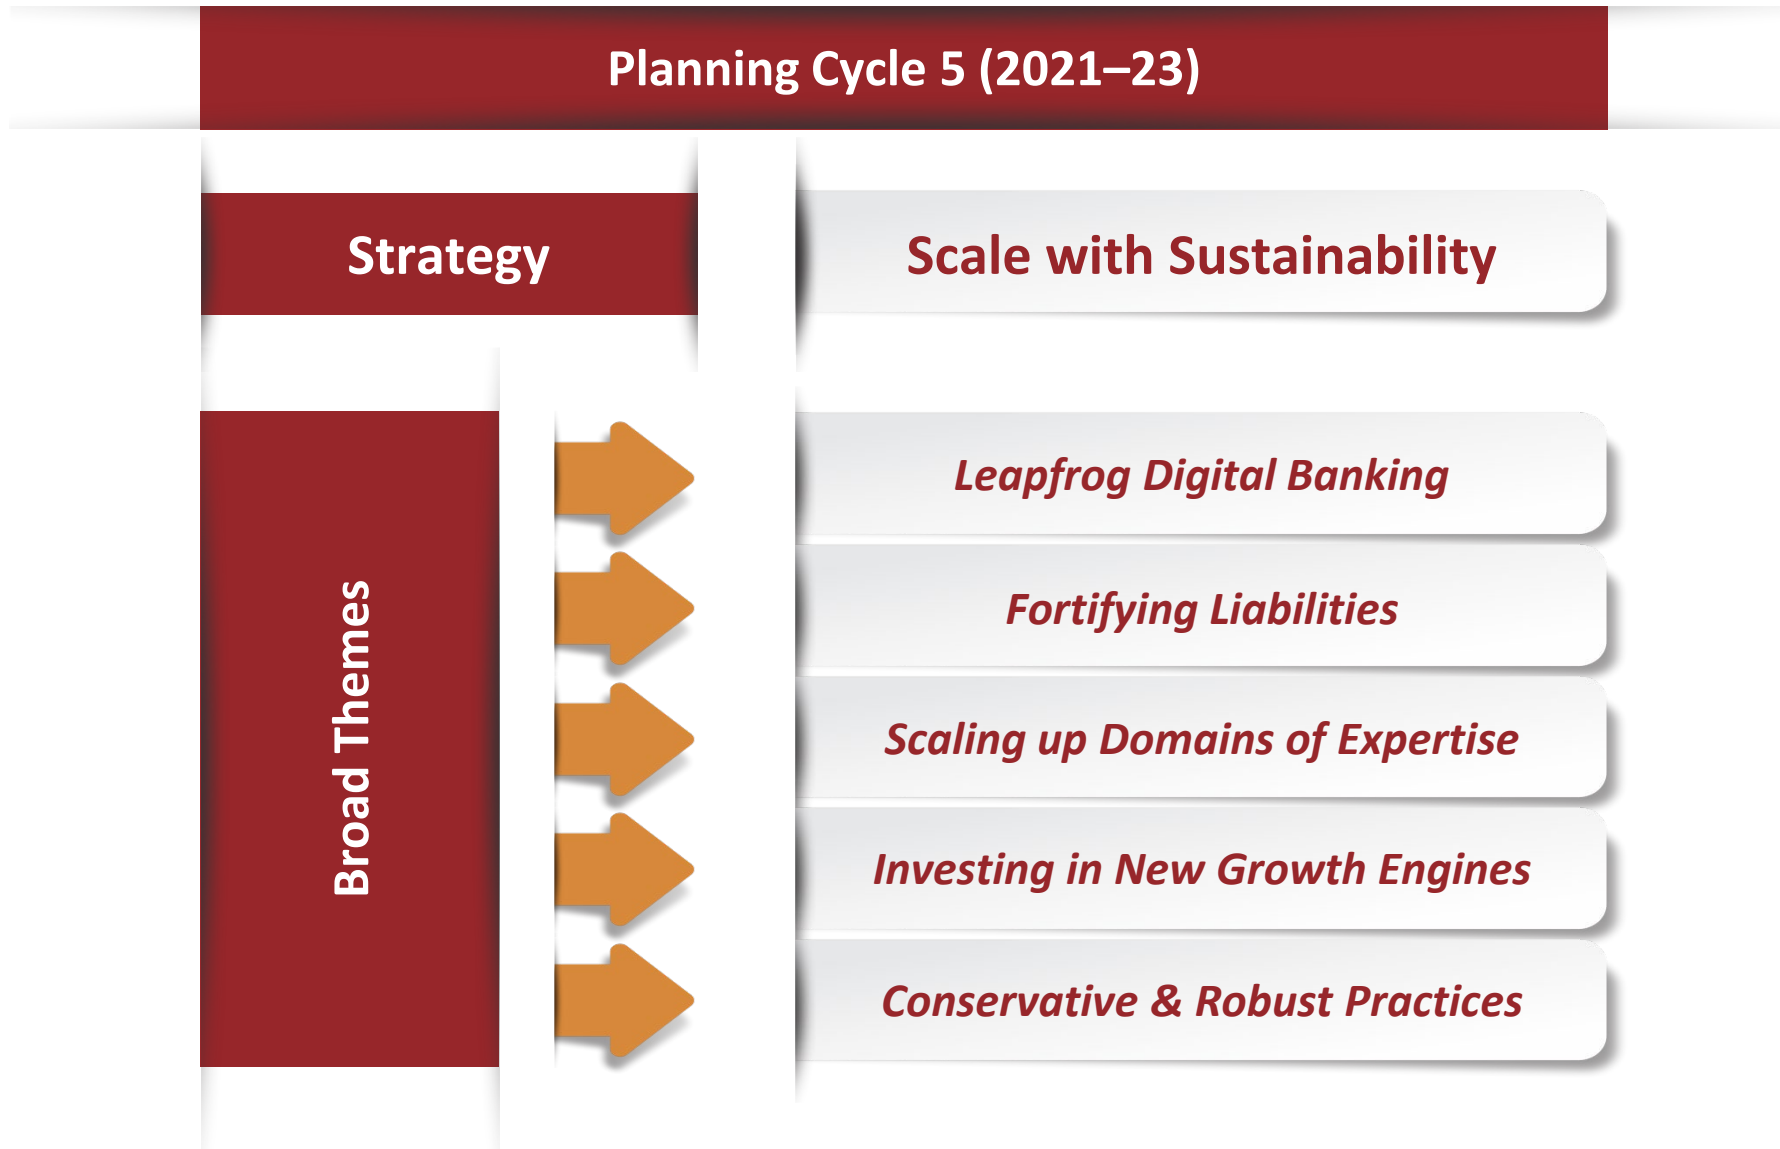 Planning Cycle 5 (2021–23)
Strategy
Scale with Sustainability
Broad Themes
Leapfrog Digital Banking
Fortifying Liabilities
Scaling up Domains of Expertise
Investing in New Growth Engines
Conservative & Robust Practices